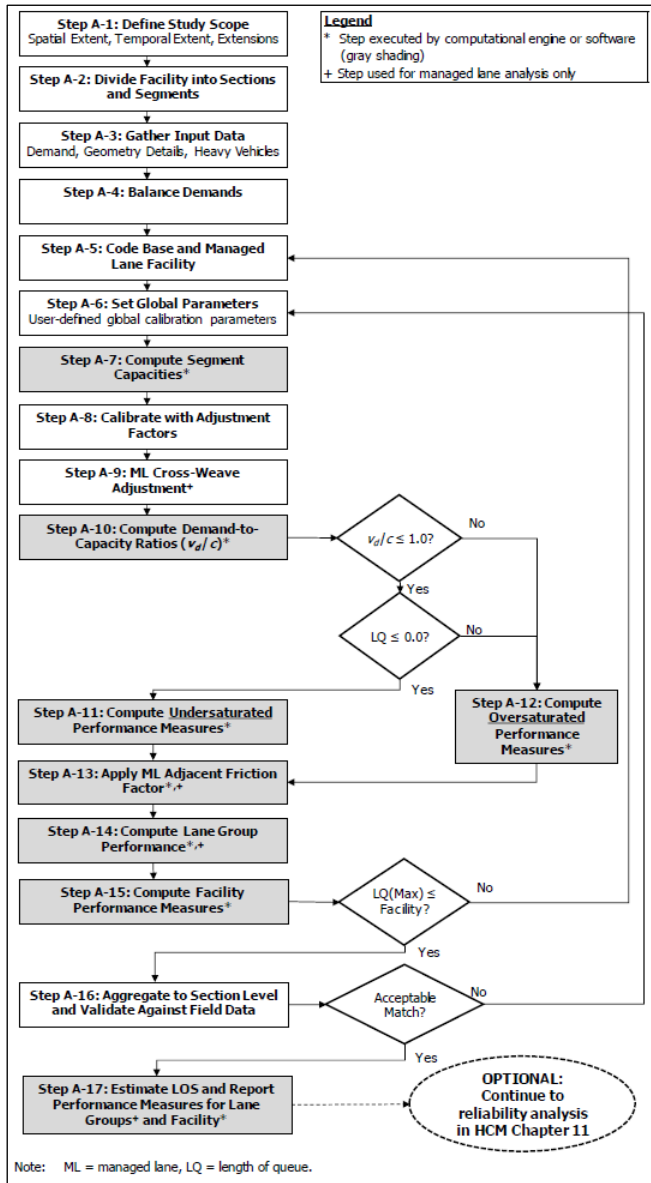 Step A-1: Define Study Scope
Spatial Extent, Temporal Extent, Extensions
Legend
* Step executed by computational engine or software
(gray shading)
+ Step used for managed lane analysis only
Step A-2: Divide Facility into Sections
and Segments
Step A-3: Gather Input Data
Demand, Geometry Details, Heavy Vehicles
Step A-4: Balance Demands
Step A-5: Code Base and Managed
Lane Facility
Step A-6: Set Global Parameters
User-defined global calibration parameters
Step A-7: Compute Segment
Capacities*
Step A-8: Calibrate with Adjustment
Factors
Step A-9: ML Cross-Weave
Adjustment+
Step A-10: Compute Demand-to-
Capacity Ratios (vd/c)*
vd/c ≤ 1.0?
No
Yes
LQ ≤ 0.0?
No
Yes
Step A-11: Compute Undersaturated
Performance Measures*
Step A-12: Compute
Oversaturated
Performance
Measures*
Step A-13: Apply ML Adjacent Friction
Factor*,+
Step A-14: Compute Lane Group
Performance*,+
Step A-15: Compute Facility
Performance Measures*
LQ(Max) ≤
Facility?
No
Yes
Step A-16: Aggregate to Section Level
and Validate Against Field Data
Acceptable
Match?
No
Yes
Step A-17: Estimate LOS and Report
Performance Measures for Lane
Groups+ and Facility*
OPTIONAL:
Continue to
reliability analysis
in HCM Chapter 11
Note: ML = managed lane, LQ = length of queue.